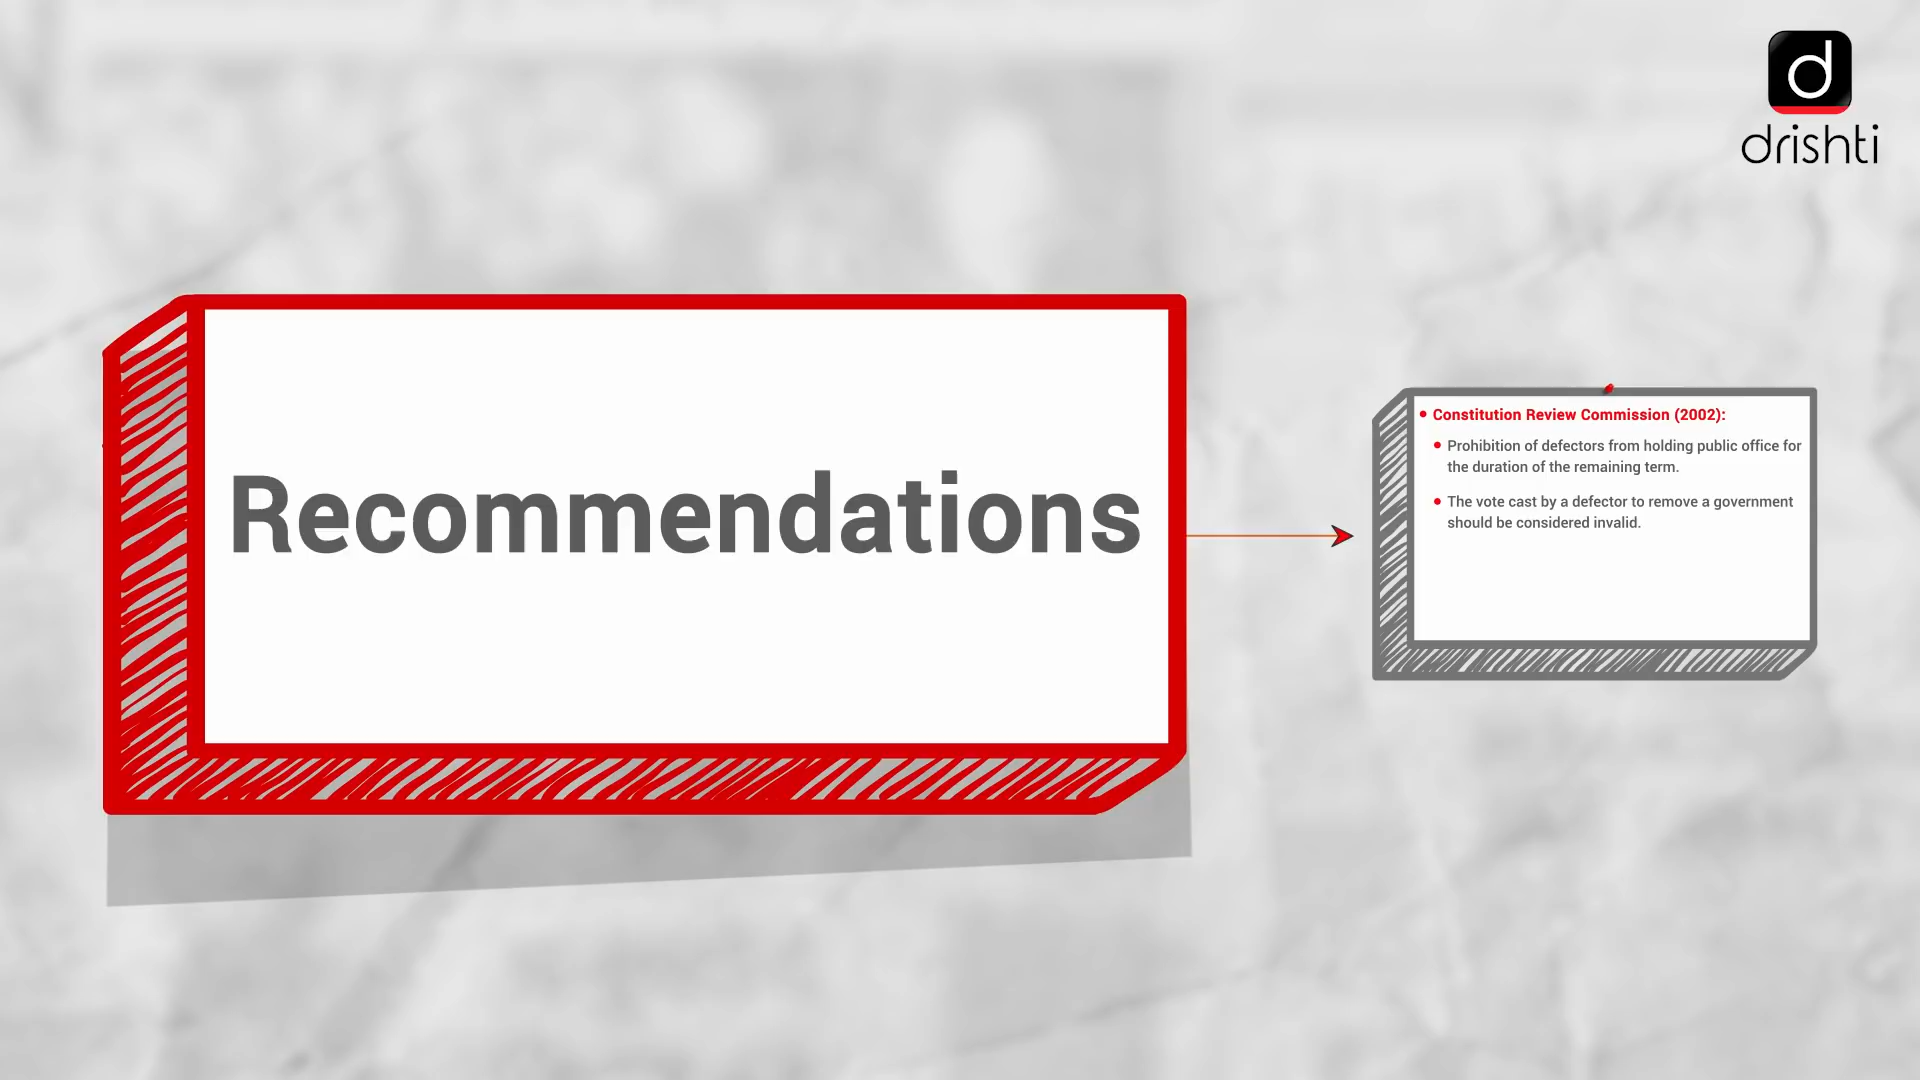 d
drishti
Recommendations
• Constitution Review Commission (2002):
• Prohibition of defectors from holding public office for
the duration of the remaining term.
• The vote cast by a defector to remove a government
should be considered invalid.